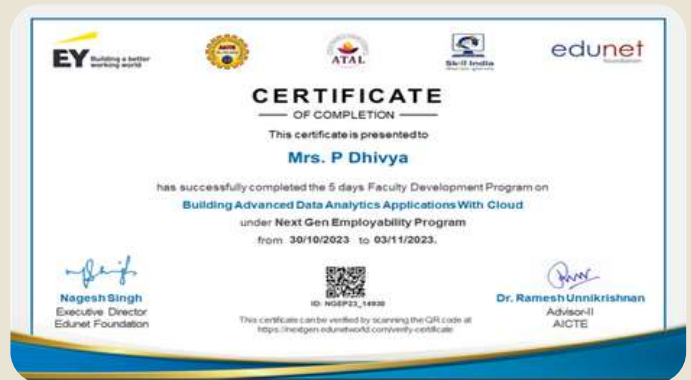 EY Building a better
working world
AICTE
ATAL
Skill India
edunet
foundation
CERTIFICATE
OF COMPLETION
This certificate is presented to
Mrs. P Dhivya
has successfully completed the 5 days Faculty Development Program on
Building Advanced Data Analytics Applications With Cloud
under Next Gen Employability Program
from 30/10/2023 to 03/11/2023.
Nagesh Singh
Executive Director
Edunet Foundation
ID: NGEP23_14930
This certificate can be verified by scanning the QR code at
https://nextgen.edunetworld.com/verify-certificate
Dr. Ramesh Unnikrishnan
Advisor-II
AICTE